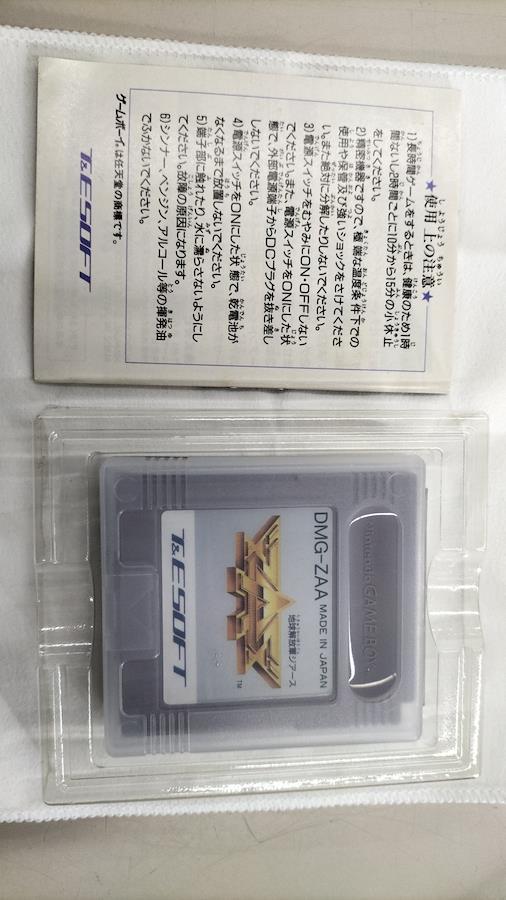 ★使用上の注意★
1)長時間ゲームをするときは、健康のため1時
間ないし2時間ごとに10分から15分の小休止
をしてください。
2)精密機器ですので、極端な温度条件下での
使用や保管及び強いショックをさけてくださ
い。また絶対に分解したりしないでください。
3)電源スイッチをむやみにON・OFFしない
でください。また、電源スイッチをONにした状
態で、外部電源端子からDCプラグを抜き差し
しないでください。
4)電源スイッチをONにした状態で、乾電池が
なくなるまで放置しないでください。
5)端子部に触れたり、水に濡らさないようにし
てください。故障の原因になります。
6)シンナー、ベンジン、アルコール等の揮発油
でふかないでください。
ゲームボーイ®は任天堂の商標です。
T&E SOFT
Nintendo GAME BOY
DMG-ZAA MADE IN JAPAN
地球解放軍ジアース
TM
T&E SOFT